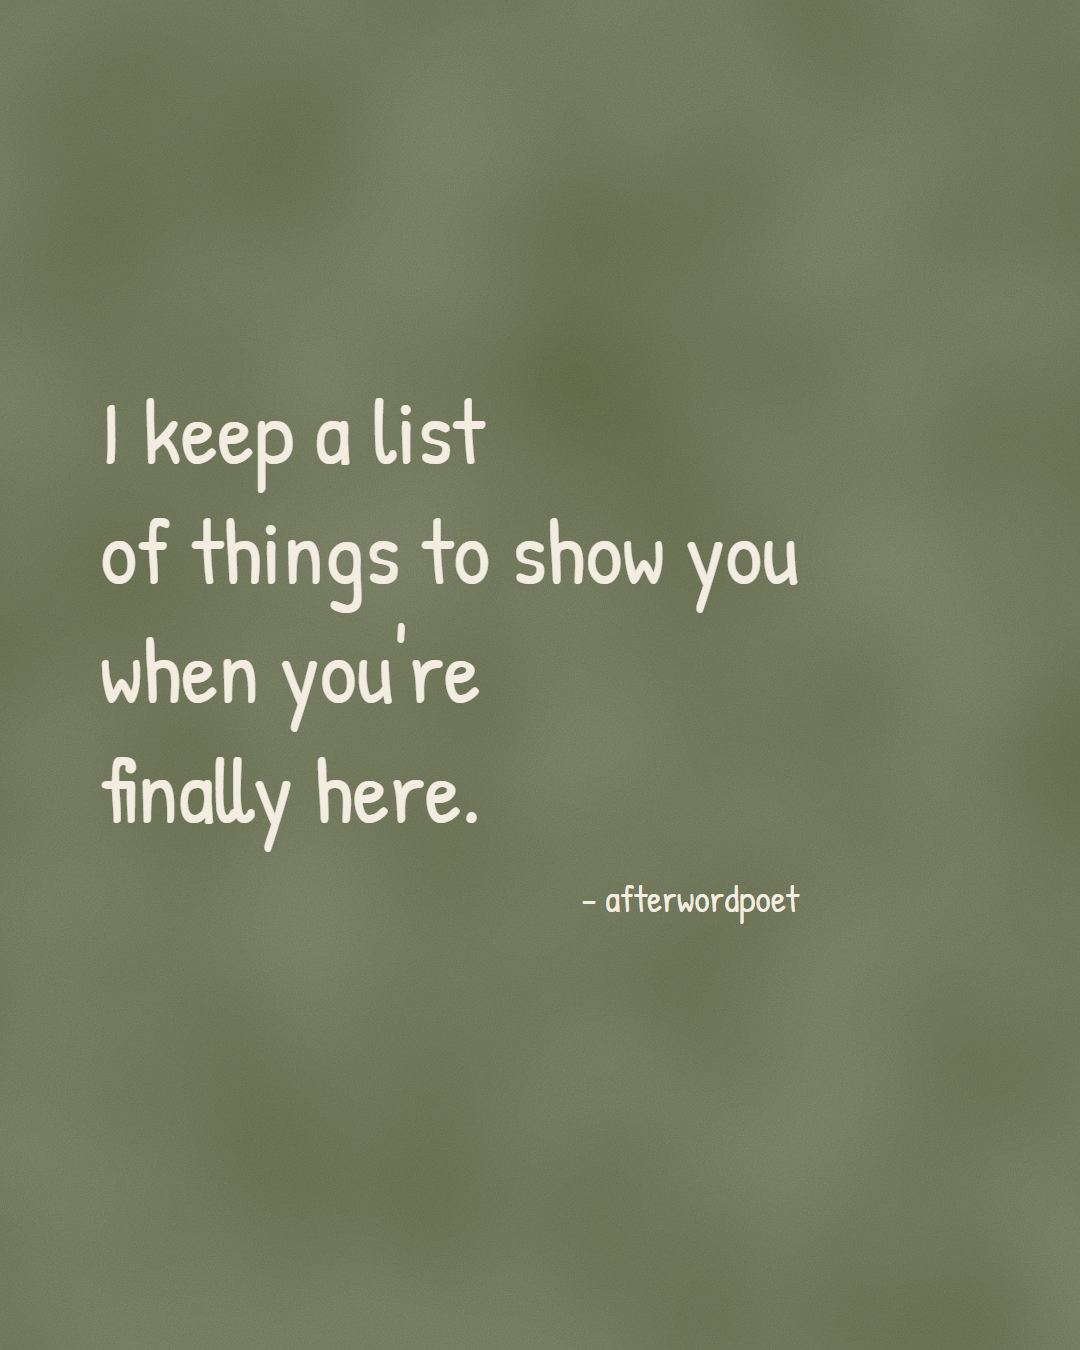 I keep a list
of things to show you
when you're
finally here.
- afterwordpoet